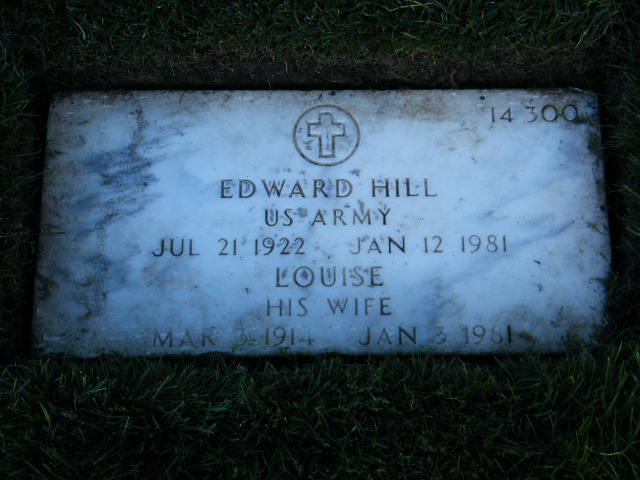 14 300
EDWARD HILL
US ARMY
JUL 21 1922 JAN 12 1981
LOUISE
HIS WIFE
MAR 3 1914 JAN 3 1981